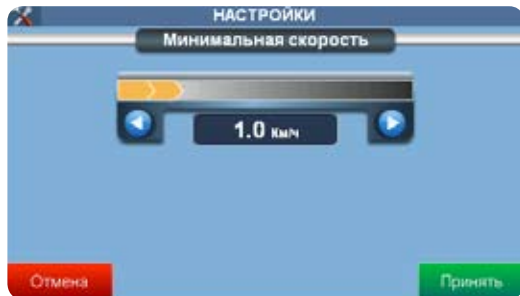 НАСТРОЙКИ
Минимальная скорость
1.0 Км/ч
Отмена
Принять